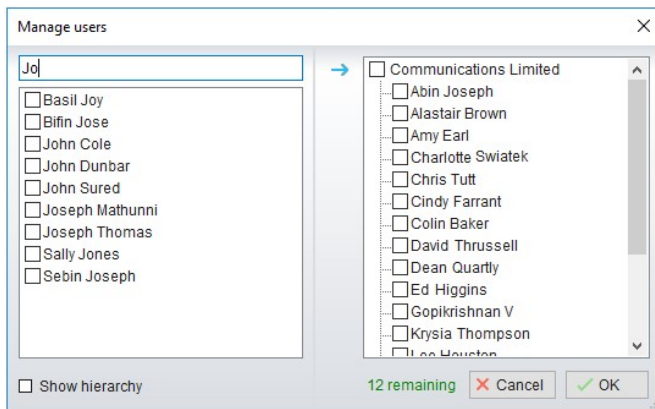 Manage users
Jo
Basil Joy
Bifin Jose
John Cole
John Dunbar
John Sured
Joseph Mathunni
Joseph Thomas
Sally Jones
Sebin Joseph
Show hierarchy
Communications Limited
Abin Joseph
Alastair Brown
Amy Earl
Charlotte Swiatek
Chris Tutt
Cindy Farrant
Colin Baker
David Thrussell
Dean Quartly
Ed Higgins
Gopikrishnan V
Krysia Thompson
12 remaining
Cancel
OK